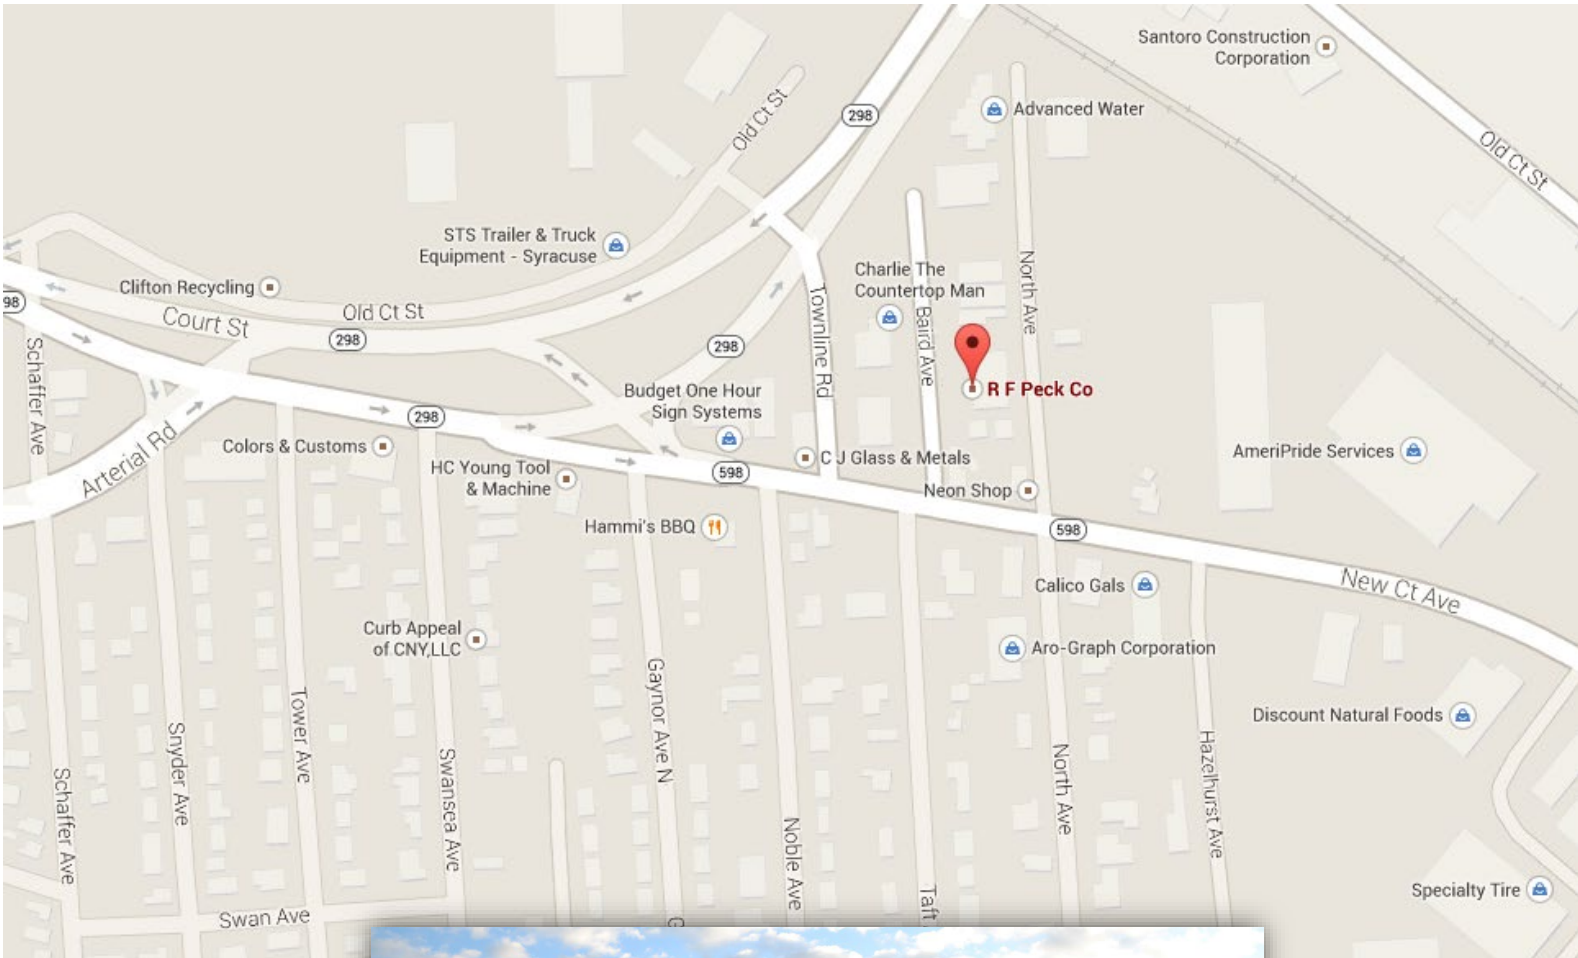 Santoro Construction
Corporation
298
Old Ct St
Advanced Water
Old Ct St
STS Trailer & Truck
Equipment - Syracuse
Clifton Recycling
Charlie The
Countertop Man
North Ave
98
Court St
Old Ct St
298
Townline Rd
Baird Ave
298
Schaffer Ave
R F Peck Co
Budget One Hour
Sign Systems
298
Colors & Customs
Arterial Rd
C J Glass & Metals
AmeriPride Services
HC Young Tool
& Machine
598
Neon Shop
Hammi's BBQ
598
Calico Gals
New Ct Ave
Curb Appeal
of CNY,LLC
Aro-Graph Corporation
Discount Natural Foods
Gaynor Ave N
Tower Ave
Snyder Ave
Schaffer Ave
Swansea Ave
Noble Ave
North Ave
Hazelhurst Ave
Specialty Tire
Taft
Swan Ave
G